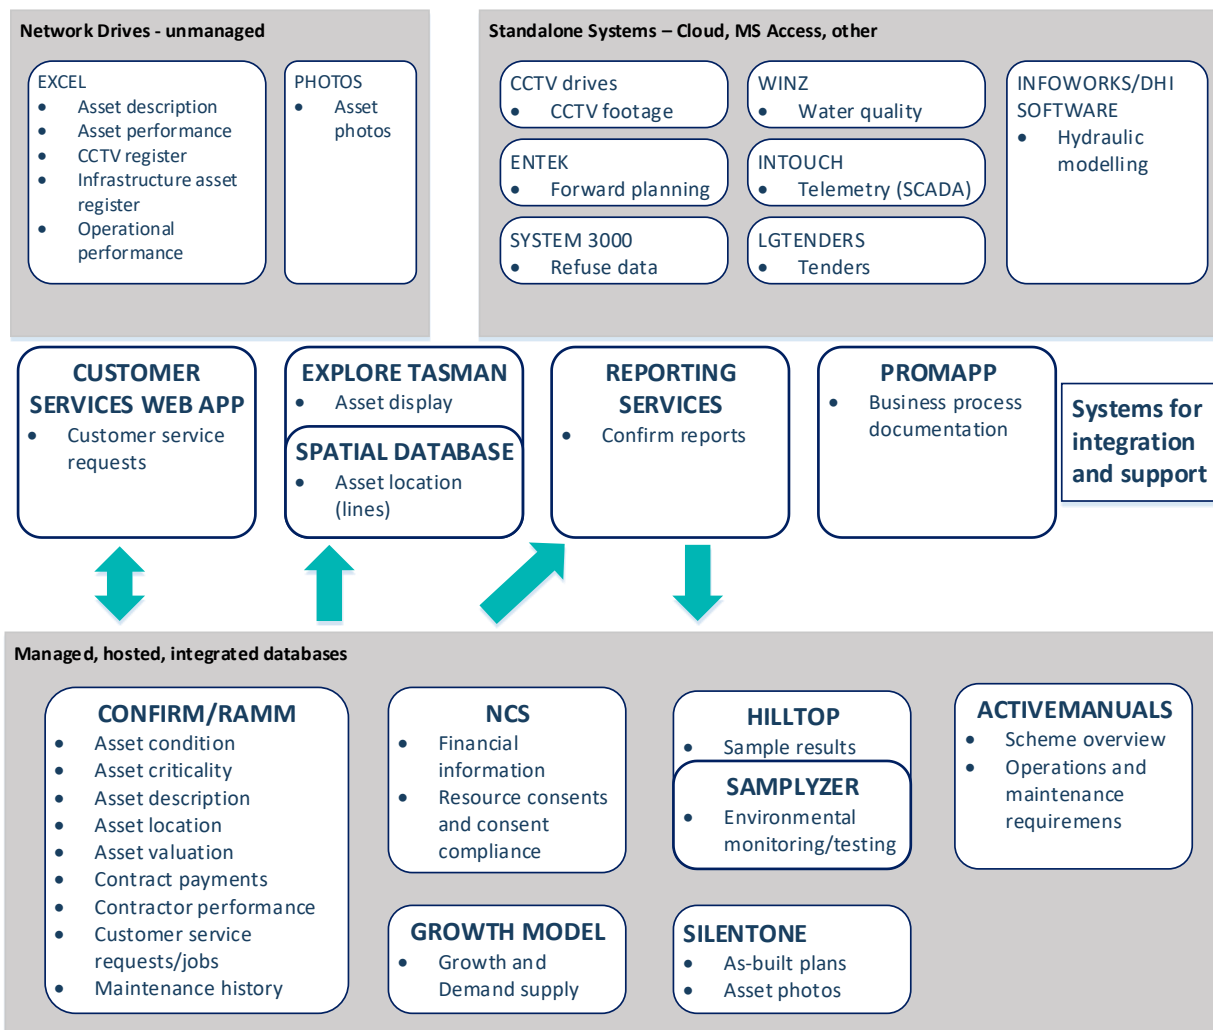 Network Drives - unmanaged
EXCEL
• Asset description
• Asset performance
• CCTV register
• Infrastructure asset
register
• Operational
performance
PHOTOS
• Asset
photos
Standalone Systems – Cloud, MS Access, other
CCTV drives
• CCTV footage
WINZ
• Water quality
INFOWORKS/DHI
SOFTWARE
• Hydraulic
modelling
ENTEK
• Forward planning
INTOUCH
• Telemetry (SCADA)
SYSTEM 3000
• Refuse data
LGTENDERS
• Tenders
CUSTOMER
SERVICES WEB APP
• Customer service
requests
EXPLORE TASMAN
• Asset display
SPATIAL DATABASE
• Asset location
(lines)
REPORTING
SERVICES
• Confirm reports
PROMAPP
• Business process
documentation
Systems for
integration
and support
Managed, hosted, integrated databases
CONFIRM/RAMM
• Asset condition
• Asset criticality
• Asset description
• Asset location
• Asset valuation
• Contract payments
• Contractor performance
• Customer service
requests/jobs
• Maintenance history
NCS
• Financial
information
• Resource consents
and consent
compliance
HILLTOP
• Sample results
SAMPLYZER
• Environmental
monitoring/testing
ACTIVEMANUALS
• Scheme overview
• Operations and
maintenance
requiremens
GROWTH MODEL
• Growth and
Demand supply
SILENTONE
• As-built plans
• Asset photos